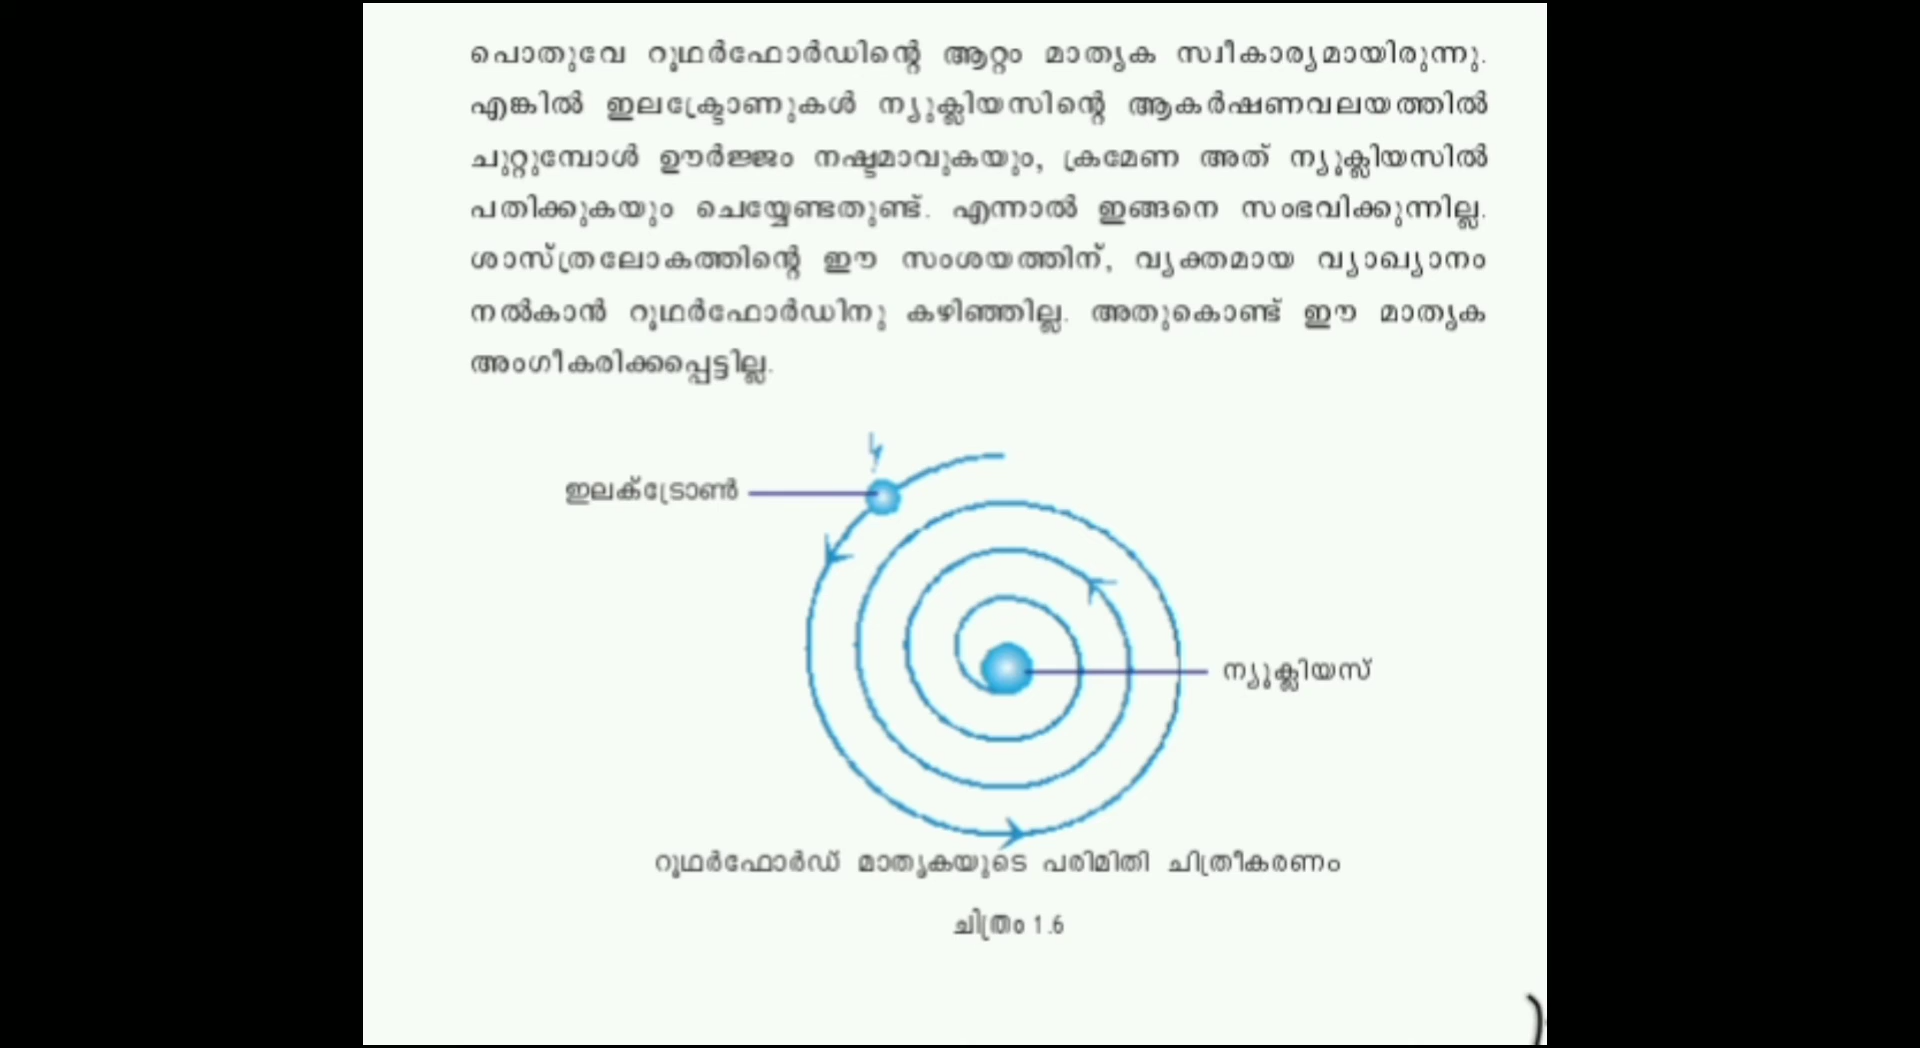 പൊതുവേ റൂഥർഫോർഡിന്റെ ആറ്റം മാതൃക സ്വീകാര്യമായിരുന്നു.
എങ്കിൽ ഇലക്ട്രോണുകൾ ന്യൂക്ലിയസിന്റെ ആകർഷണവലയത്തിൽ
ചുറ്റുമ്പോൾ ഊർജ്ജം നഷ്ടമാവുകയും, ക്രമേണ അത് ന്യൂക്ലിയസിൽ
പതിക്കുകയും ചെയ്യേണ്ടതുണ്ട്. എന്നാൽ ഇങ്ങനെ സംഭവിക്കുന്നില്ല.
ശാസ്ത്രലോകത്തിന്റെ ഈ സംശയത്തിന്, വ്യക്തമായ വ്യാഖ്യാനം
നൽകാൻ റൂഥർഫോർഡിനു കഴിഞ്ഞില്ല. അതുകൊണ്ട് ഈ മാതൃക
അംഗീകരിക്കപ്പെട്ടില്ല.
ഇലക്ട്രോൺ
ന്യൂക്ലിയസ്
റൂഥർഫോർഡ് മാതൃകയുടെ പരിമിതി ചിത്രീകരണം
ചിത്രം 1.6